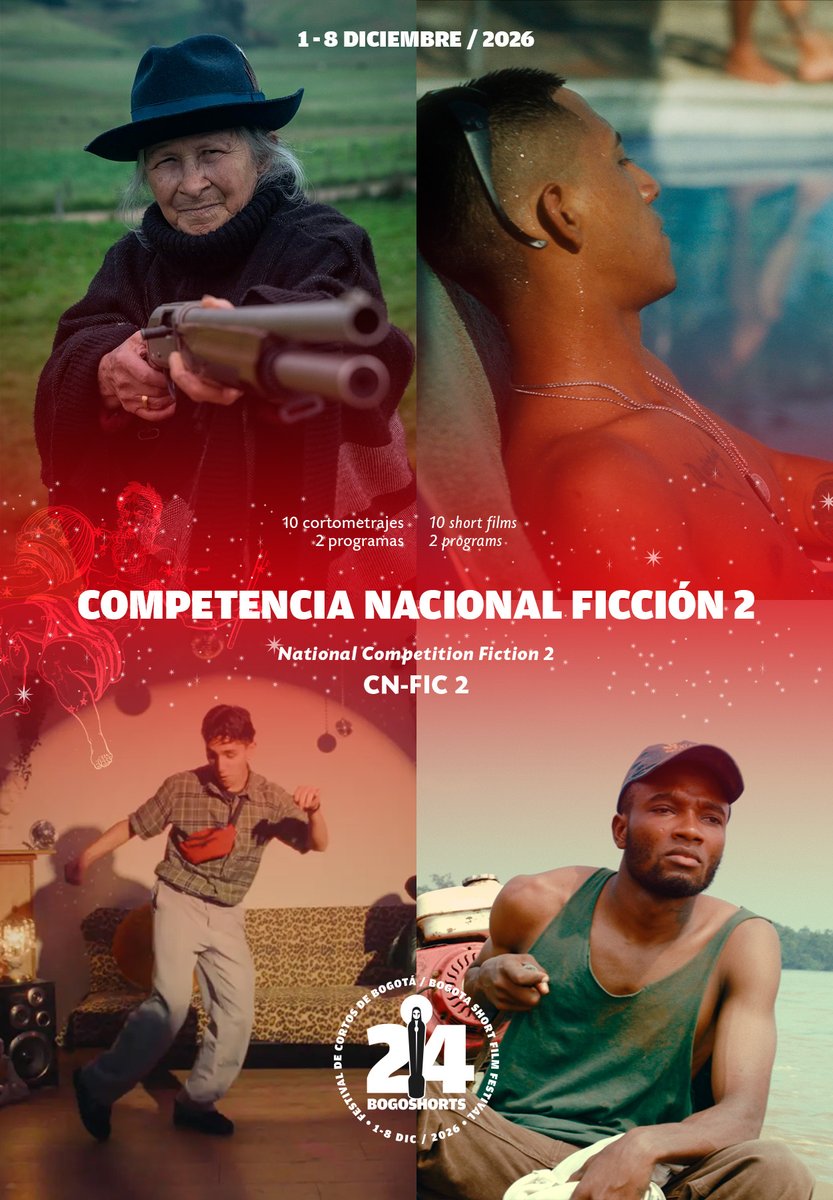 1 - 8 DICIEMBRE / 2026
10 cortometrajes
2 programas
10 short films
2 programs
COMPETENCIA NACIONAL FICCIÓN 2
National Competition Fiction 2
CN-FIC 2
• FESTIVAL DE CORTOS DE BOGOTÁ / BOGOTA SHORT FILM FESTIVAL •
24
BOGOSHORTS
1-8 DIC / 2026